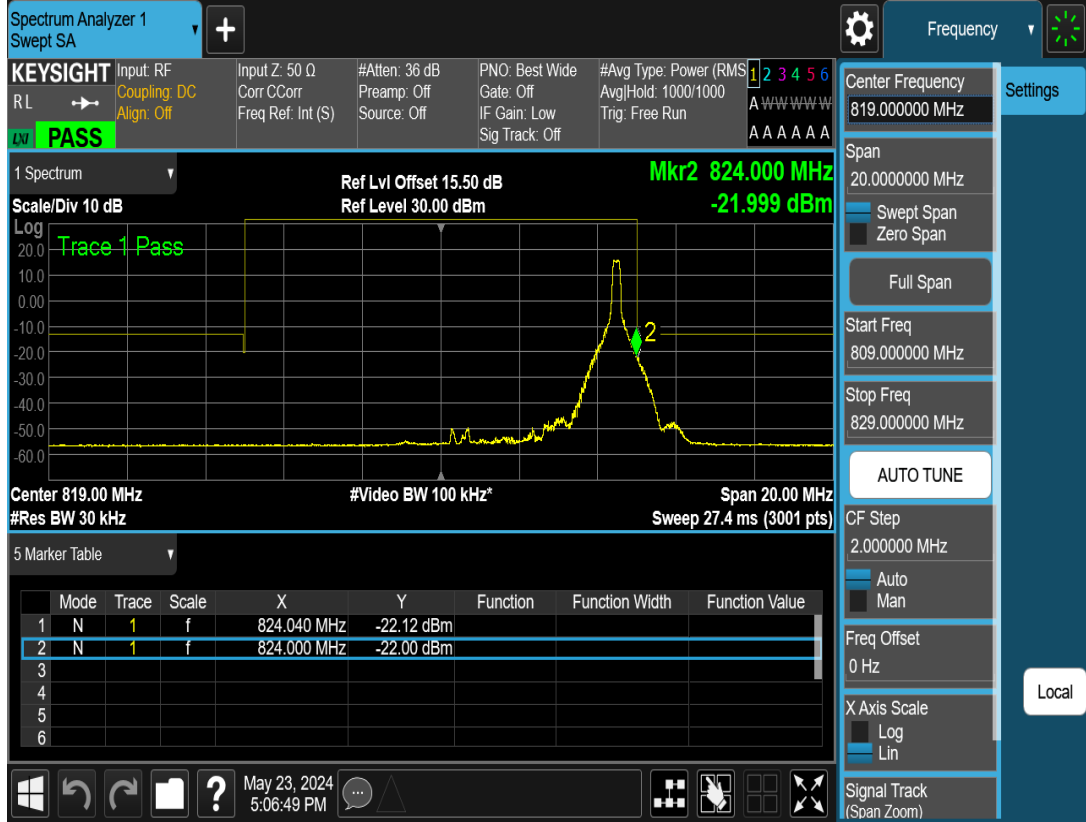 Spectrum Analyzer 1
Swept SA
+
Frequency
KEYSIGHT
RL
LXI
PASS
Input: RF
Coupling: DC
Align: Off
Input Z: 50 Ω
Corr CCorr
Freq Ref: Int (S)
#Atten: 36 dB
Preamp: Off
Source: Off
PNO: Best Wide
Gate: Off
IF Gain: Low
Sig Track: Off
#Avg Type: Power (RMS
Avg|Hold: 1000/1000
Trig: Free Run
1 2 3 4 5 6
A W W W W W
A A A A A A
1 Spectrum
Scale/Div 10 dB
Ref Lvl Offset 15.50 dB
Ref Level 30.00 dBm
Mkr2 824.000 MHz
-21.999 dBm
Log
Trace 1 Pass
20.0
10.0
0.00
-10.0
-20.0
-30.0
-40.0
-50.0
-60.0
2
Center 819.00 MHz
#Video BW 100 kHz*
Span 20.00 MHz
#Res BW 30 kHz
Sweep 27.4 ms (3001 pts)
5 Marker Table
Mode Trace Scale X Y Function Function Width Function Value
1 N 1 f 824.040 MHz -22.12 dBm
2 N 1 f 824.000 MHz -22.00 dBm
3
4
5
6
May 23, 2024
5:06:49 PM
Center Frequency
819.000000 MHz
Span
20.0000000 MHz
Swept Span
Zero Span
Full Span
Start Freq
809.000000 MHz
Stop Freq
829.000000 MHz
AUTO TUNE
CF Step
2.000000 MHz
Auto
Man
Freq Offset
0 Hz
X Axis Scale
Log
Lin
Signal Track
(Span Zoom)
Settings
Local